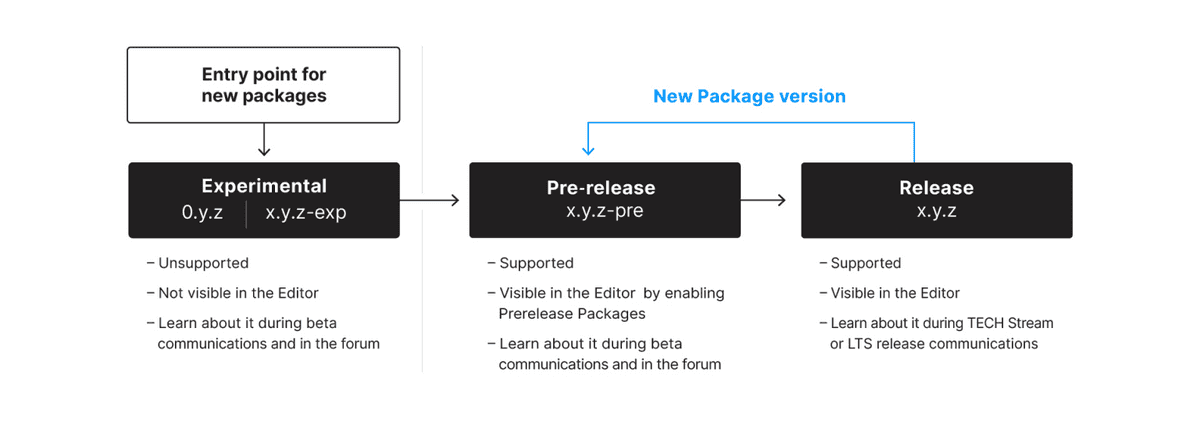 Entry point for
new packages
New Package version
Experimental
0.y.z | x.y.z-exp
Pre-release
x.y.z-pre
Release
x.y.z
– Unsupported
– Not visible in the Editor
– Learn about it during beta
communications and in the forum
– Supported
– Visible in the Editor by enabling
Prerelease Packages
– Learn about it during beta
communications and in the forum
– Supported
– Visible in the Editor
– Learn about it during TECH Stream
or LTS release communications